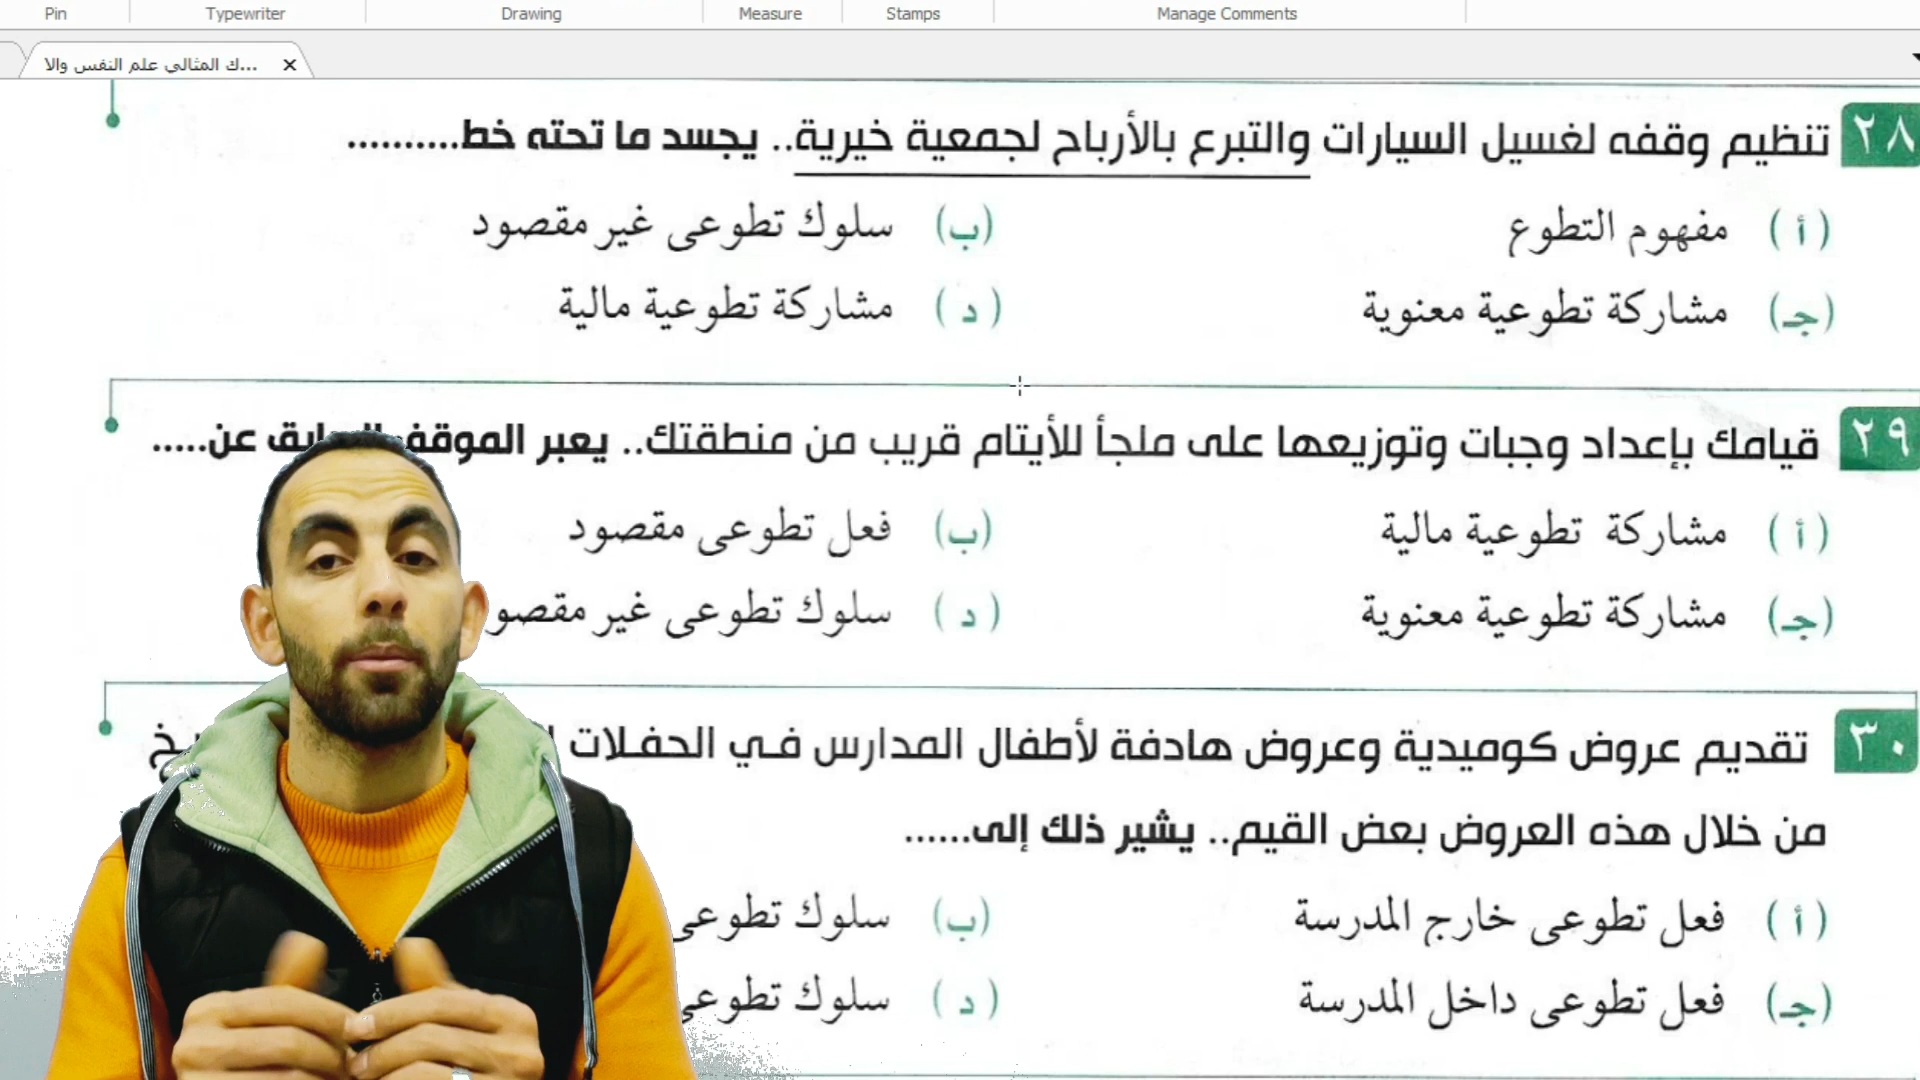 Pin Typewriter Drawing Measure Stamps Manage Comments
...ك المثالي علم النفس والا
٢٨ تنظيم وقفه لغسيل السيارات والتبرع بالأرباح لجمعية خيرية.. يجسد ما تحته خط..........
(أ) مفهوم التطوع (ب) سلوك تطوعى غير مقصود
(جـ) مشاركة تطوعية معنوية (د) مشاركة تطوعية مالية
٢٩ قيامك بإعداد وجبات وتوزيعها على ملجأ للأيتام قريب من منطقتك.. يعبر الموقف السابق عن.....
(أ) مشاركة تطوعية مالية (ب) فعل تطوعى مقصود
(جـ) مشاركة تطوعية معنوية (د) سلوك تطوعى غير مقصو
٣٠ تقديم عروض كوميدية وعروض هادفة لأطفال المدارس فى الحفلات
من خلال هذه العروض بعض القيم.. يشير ذلك إلى......
(أ) فعل تطوعى خارج المدرسة (ب) سلوك تطوعى
(جـ) فعل تطوعى داخل المدرسة (د) سلوك تطوعى